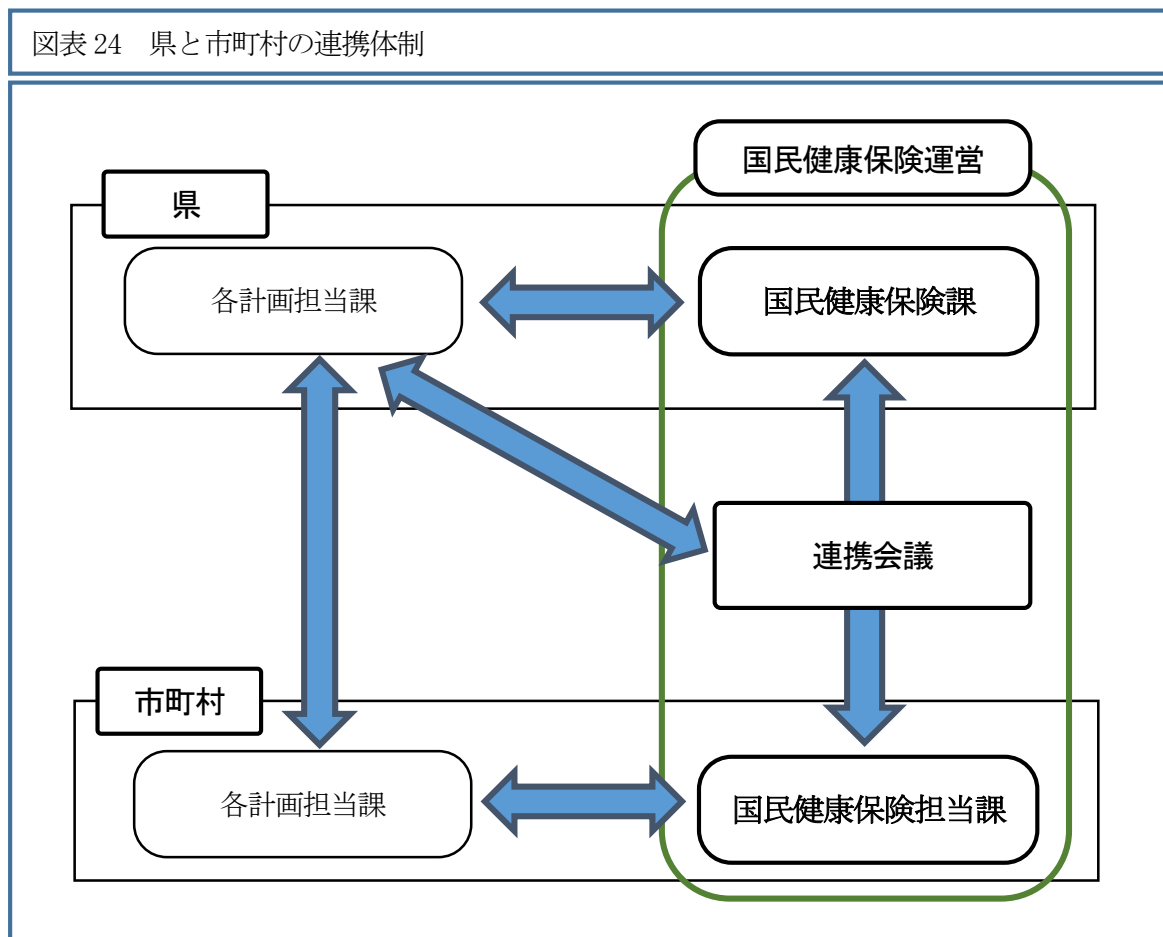 図表 24　県と市町村の連携体制
国民健康保険運営
県
各計画担当課
国民健康保険課
連携会議
市町村
各計画担当課
国民健康保険担当課